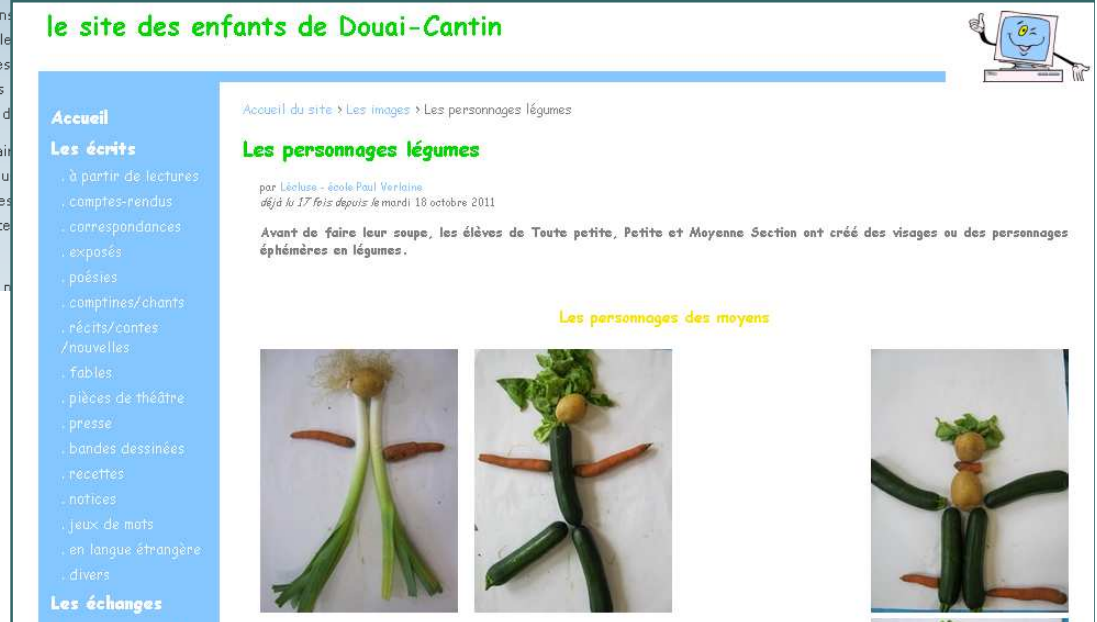 le site des enfants de Douai-Cantin
Accueil
Les écrits
. à partir de lectures
. comptes-rendus
. correspondances
. exposés
. poésies
. comptines/chants
. récits/contes
/nouvelles
. fables
. pièces de théâtre
. presse
. bandes dessinées
. recettes
. notices
. jeux de mots
. en langue étrangère
. divers
Les échanges
Accueil du site > Les images > Les personnages légumes
Les personnages légumes
par Lécluse - école Paul Verlaine
déjà lu 17 fois depuis le mardi 18 octobre 2011
Avant de faire leur soupe, les élèves de Toute petite, Petite et Moyenne Section ont créé des visages ou des personnages
éphémères en légumes.
Les personnages des moyens